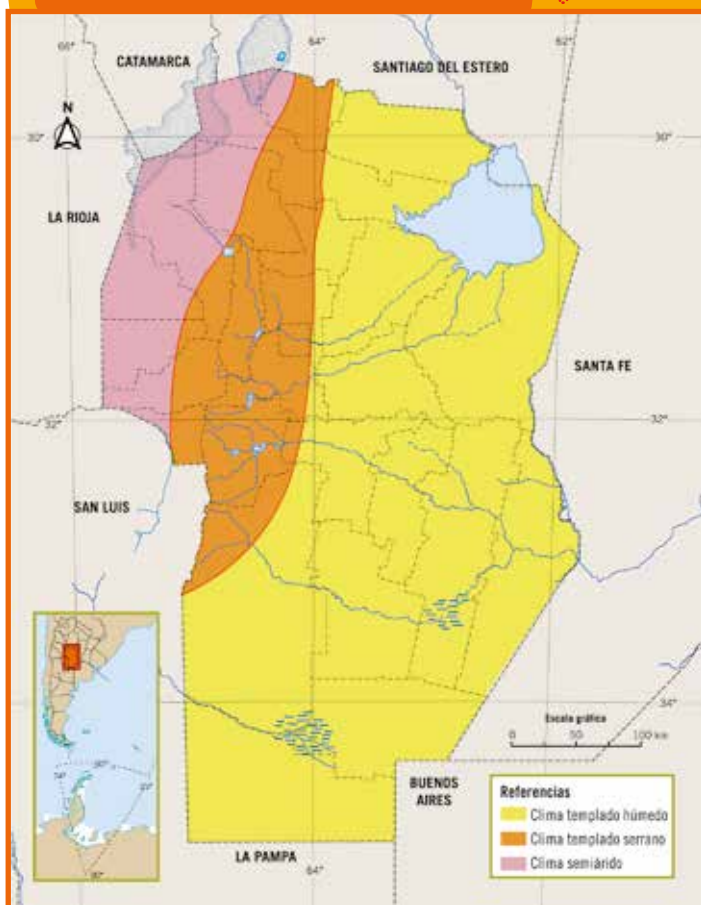 66°
64°
62°
CATAMARCA
SANTIAGO DEL ESTERO
N
30°
30°
LA RIOJA
SANTA FE
32°
32°
SAN LUIS
34°
Escala gráfica
0 50 100 km
BUENOS
AIRES
Referencias
Clima templado húmedo
Clima templado serrano
Clima semiárido
LA PAMPA
64°